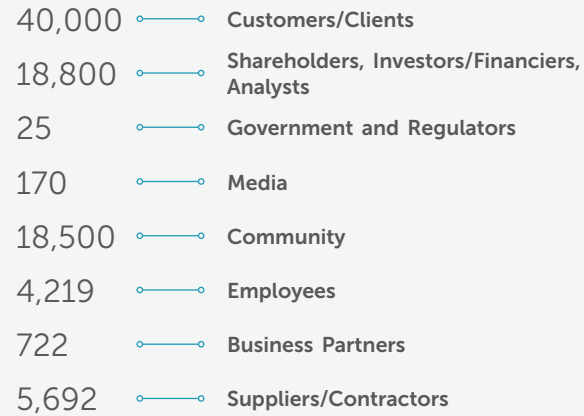 40,000 Customers/Clients
18,800 Shareholders, Investors/Financiers,
Analysts
25 Government and Regulators
170 Media
18,500 Community
4,219 Employees
722 Business Partners
5,692 Suppliers/Contractors